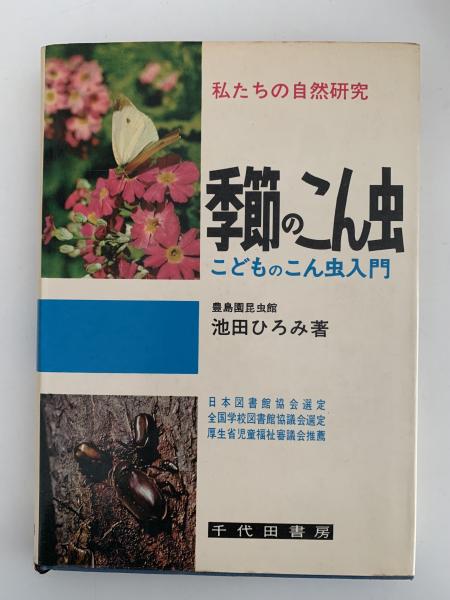 私たちの自然研究
季節のこん虫
こどものこん虫入門
豊島園昆虫館
池田ひろみ著
日本図書館協会選定
全国学校図書館協議会選定
厚生省児童福祉審議会推薦
千代田書房